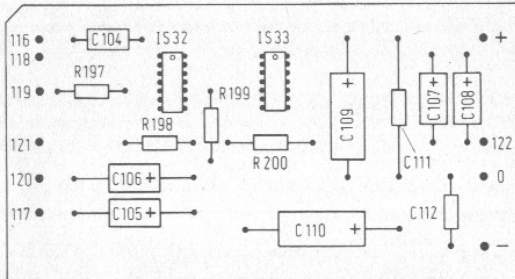 116
C104
IS32
IS33
+
118
R197
R199
119
+
C109
+
C107
+
C108
R198
121
R200
C111
122
120
C106 +
0
117
C105 +
C112
C110 +
−